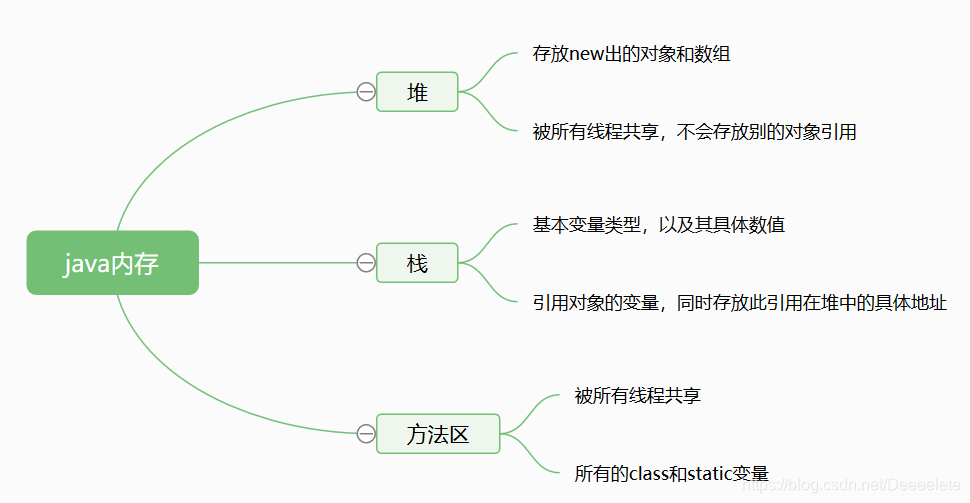 存放new出的对象和数组
堆
被所有线程共享，不会存放别的对象引用
基本变量类型，以及其具体数值
java内存
栈
引用对象的变量，同时存放此引用在堆中的具体地址
被所有线程共享
方法区
所有的class和static变量
https://blog.csdn.net/Deeeelete